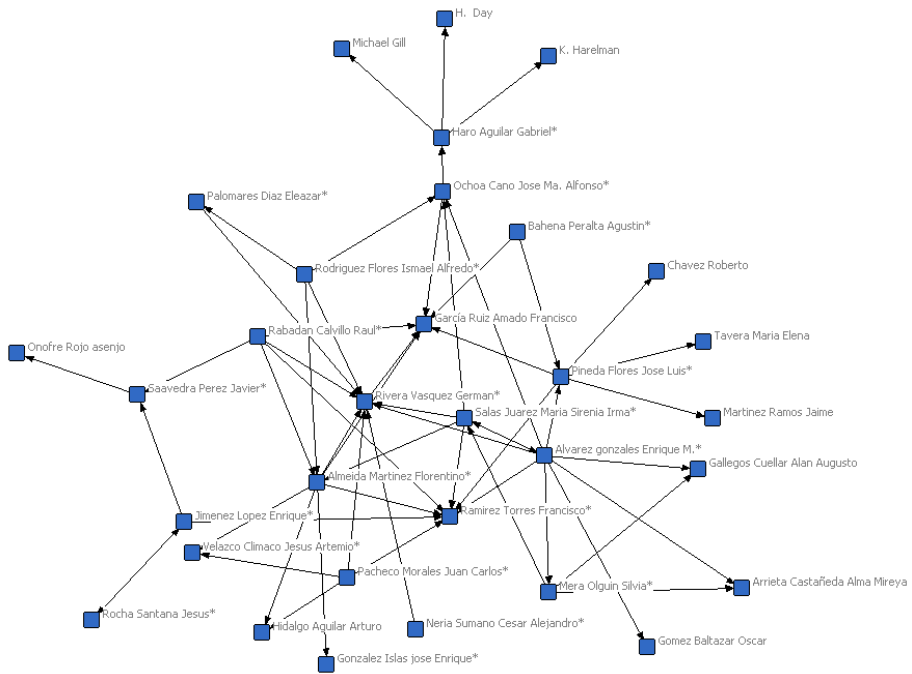 H. Day
Michael Gill
K. Harelman
Haro Aguilar Gabriel*
Ochoa Cano Jose Ma. Alfonso*
Palomares Diaz Eleazar*
Bahena Peralta Agustin*
Rodriguez Flores Ismael Alfredo*
Chavez Roberto
García Ruiz Amado Francisco
Rabadan Calvillo Raul*
Tavera Maria Elena
Onofre Rojo asenjo
Pineda Flores Jose Luis*
Saavedra Perez Javier*
Rivera Vasquez German*
Salas Juarez Maria Sirenia Irma*
Martinez Ramos Jaime
Alvarez gonzales Enrique M.*
Gallegos Cuellar Alan Augusto
Almeida Martinez Florentino*
Jimenez Lopez Enrique*
Ramirez Torres Francisco*
Velazco Climaco Jesus Artemio*
Pacheco Morales Juan Carlos*
Mera Olguin Silvia*
Arrieta Castañeda Alma Mireya
Rocha Santana Jesus*
Hidalgo Aguilar Arturo
Neria Sumano Cesar Alejandro*
Gomez Baltazar Oscar
Gonzalez Islas jose Enrique*